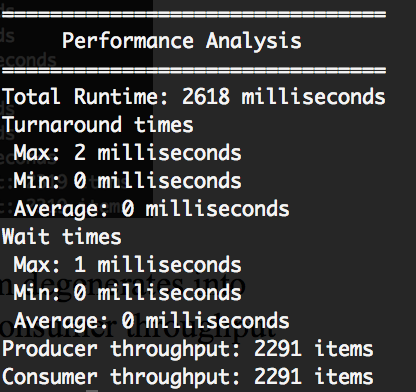 ================================
Performance Analysis
================================
Total Runtime: 2618 milliseconds
Turnaround times
Max: 2 milliseconds
Min: 0 milliseconds
Average: 0 milliseconds
Wait times
Max: 1 milliseconds
Min: 0 milliseconds
Average: 0 milliseconds
Producer throughput: 2291 items
Consumer throughput: 2291 items